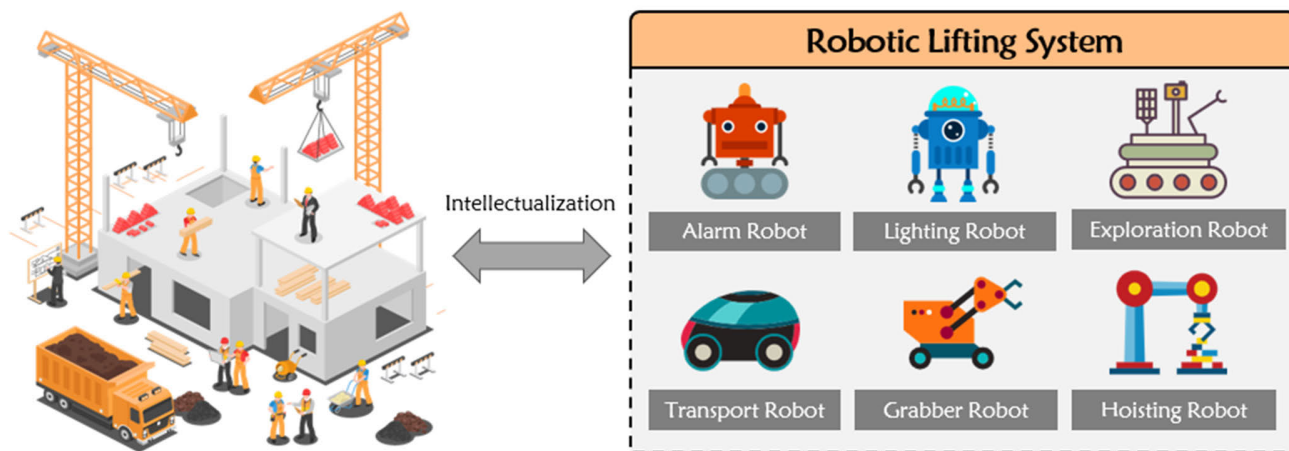 Robotic Lifting System
Intellectualization
Alarm Robot
Lighting Robot
Exploration Robot
Transport Robot
Grabber Robot
Hoisting Robot